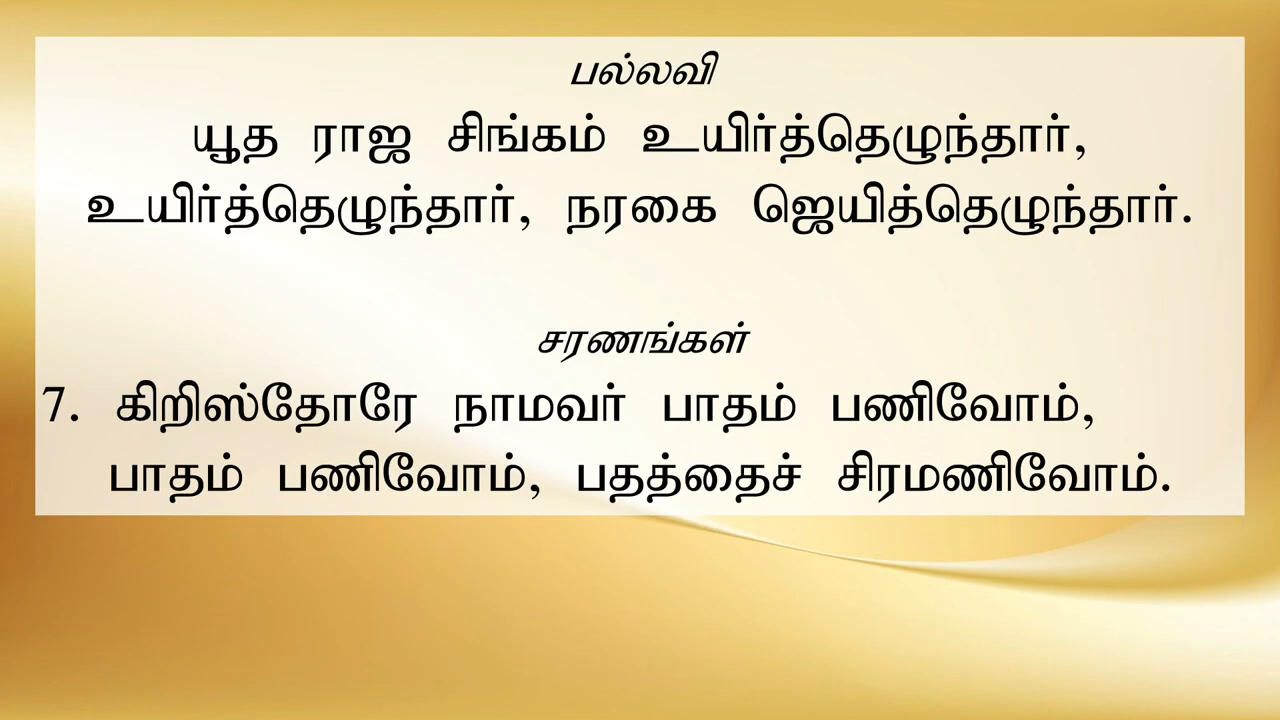 பல்லவி
யூத ராஜ சிங்கம் உயிர்த்தெழுந்தார்,
உயிர்த்தெழுந்தார், நரகை ஜெயித்தெழுந்தார்.
சரணங்கள்
7. கிறிஸ்தோரே நாமவர் பாதம் பணிவோம்,
பாதம் பணிவோம், பதத்தைச் சிரமணிவோம்.